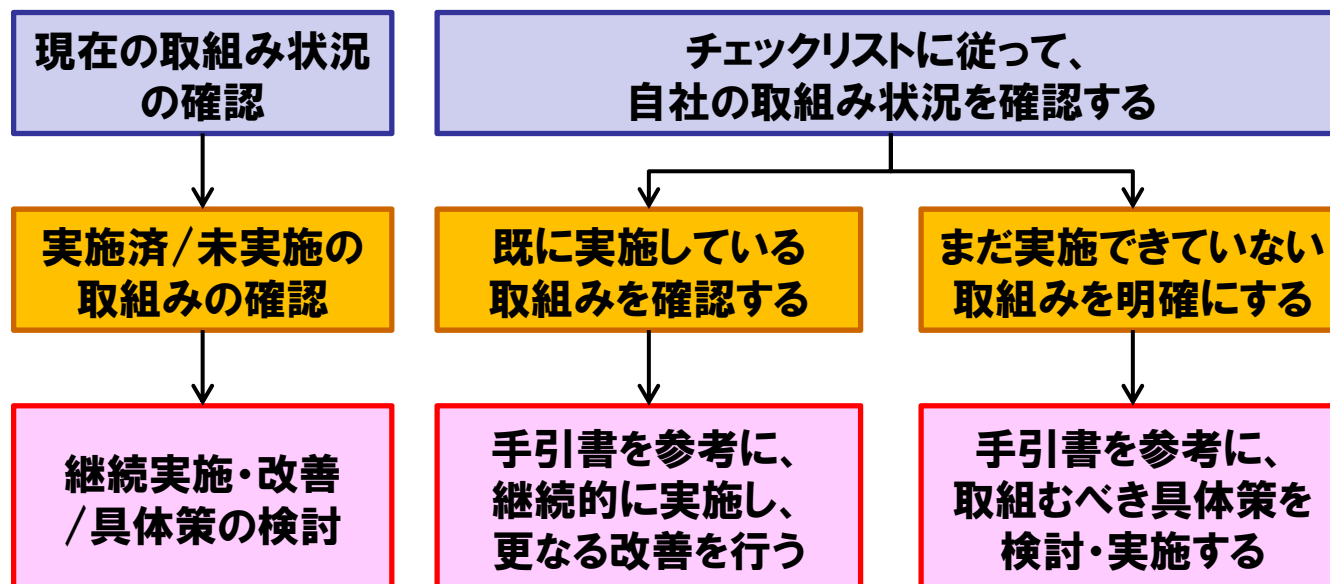 現在の取組み状況
の確認
チェックリストに従って、
自社の取組み状況を確認する
実施済/未実施の
取組みの確認
既に実施している
取組みを確認する
まだ実施できていない
取組みを明確にする
継続実施・改善
/具体策の検討
手引書を参考に、
継続的に実施し、
更なる改善を行う
手引書を参考に、
取組むべき具体策を
検討・実施する